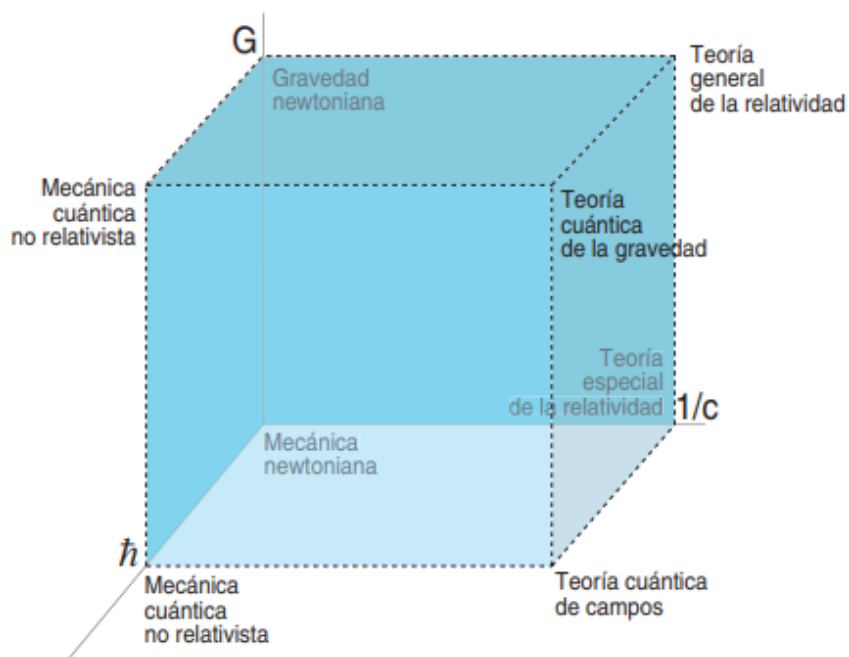 G
Gravedad
newtoniana
Teoría
general
de la relatividad
Mecánica
cuántica
no relativista
Teoría
cuántica
de la gravedad
Teoría
especial
de la relatividad
1/c
Mecánica
newtoniana
ħ
Mecánica
cuántica
no relativista
Teoría cuántica
de campos